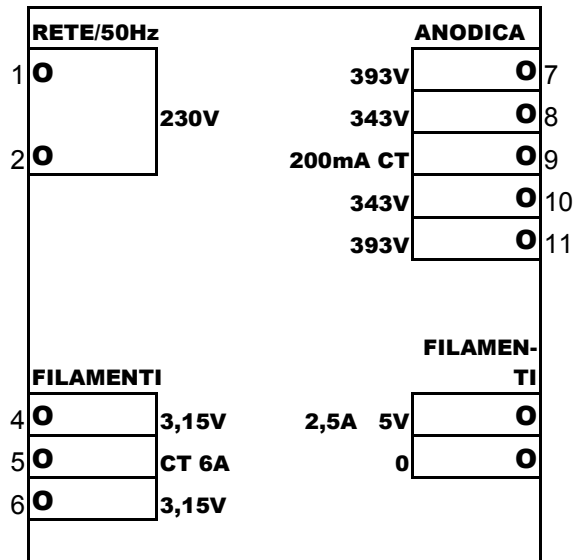 RETE/50Hz
1 O
230V
2 O
ANODICA
393V O 7
343V O 8
200mA CT O 9
343V O 10
393V O 11
FILAMENTI
4 O 3,15V
5 O CT 6A
6 O 3,15V
FILAMEN-
TI
2,5A 5V O
0 O